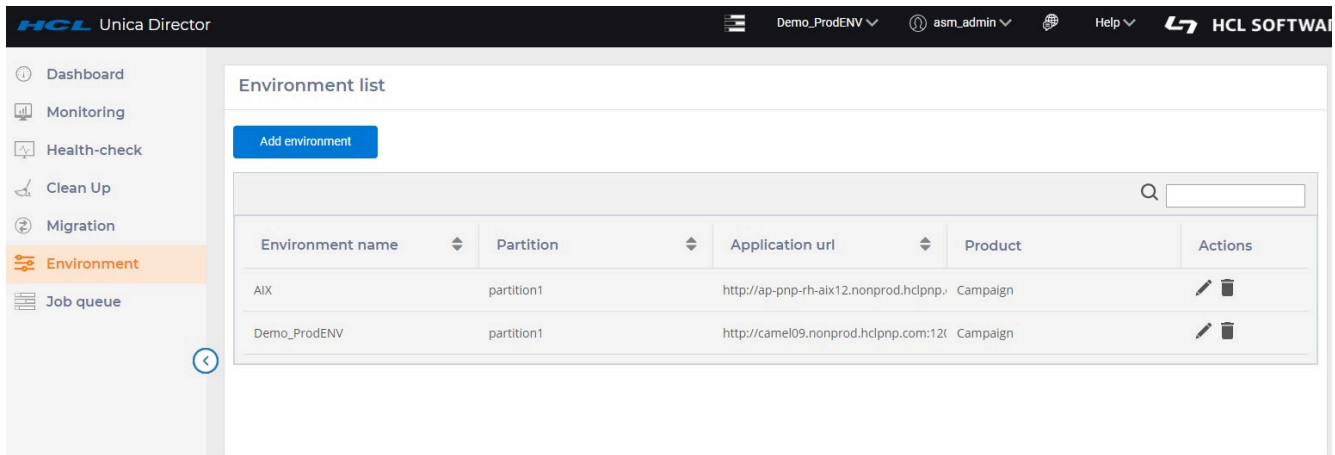 HCL Unica Director Demo_ProdENV asm_admin Help HCL SOFTWAR
Dashboard
Monitoring
Health-check
Clean Up
Migration
Environment
Job queue
Environment list
Add environment
Environment name Partition Application url Product Actions
AIX partition1 http://ap-pnp-rh-aix12.nonprod.hclpnp. Campaign
Demo_ProdENV partition1 http://camel09.nonprod.hclpnp.com:120 Campaign